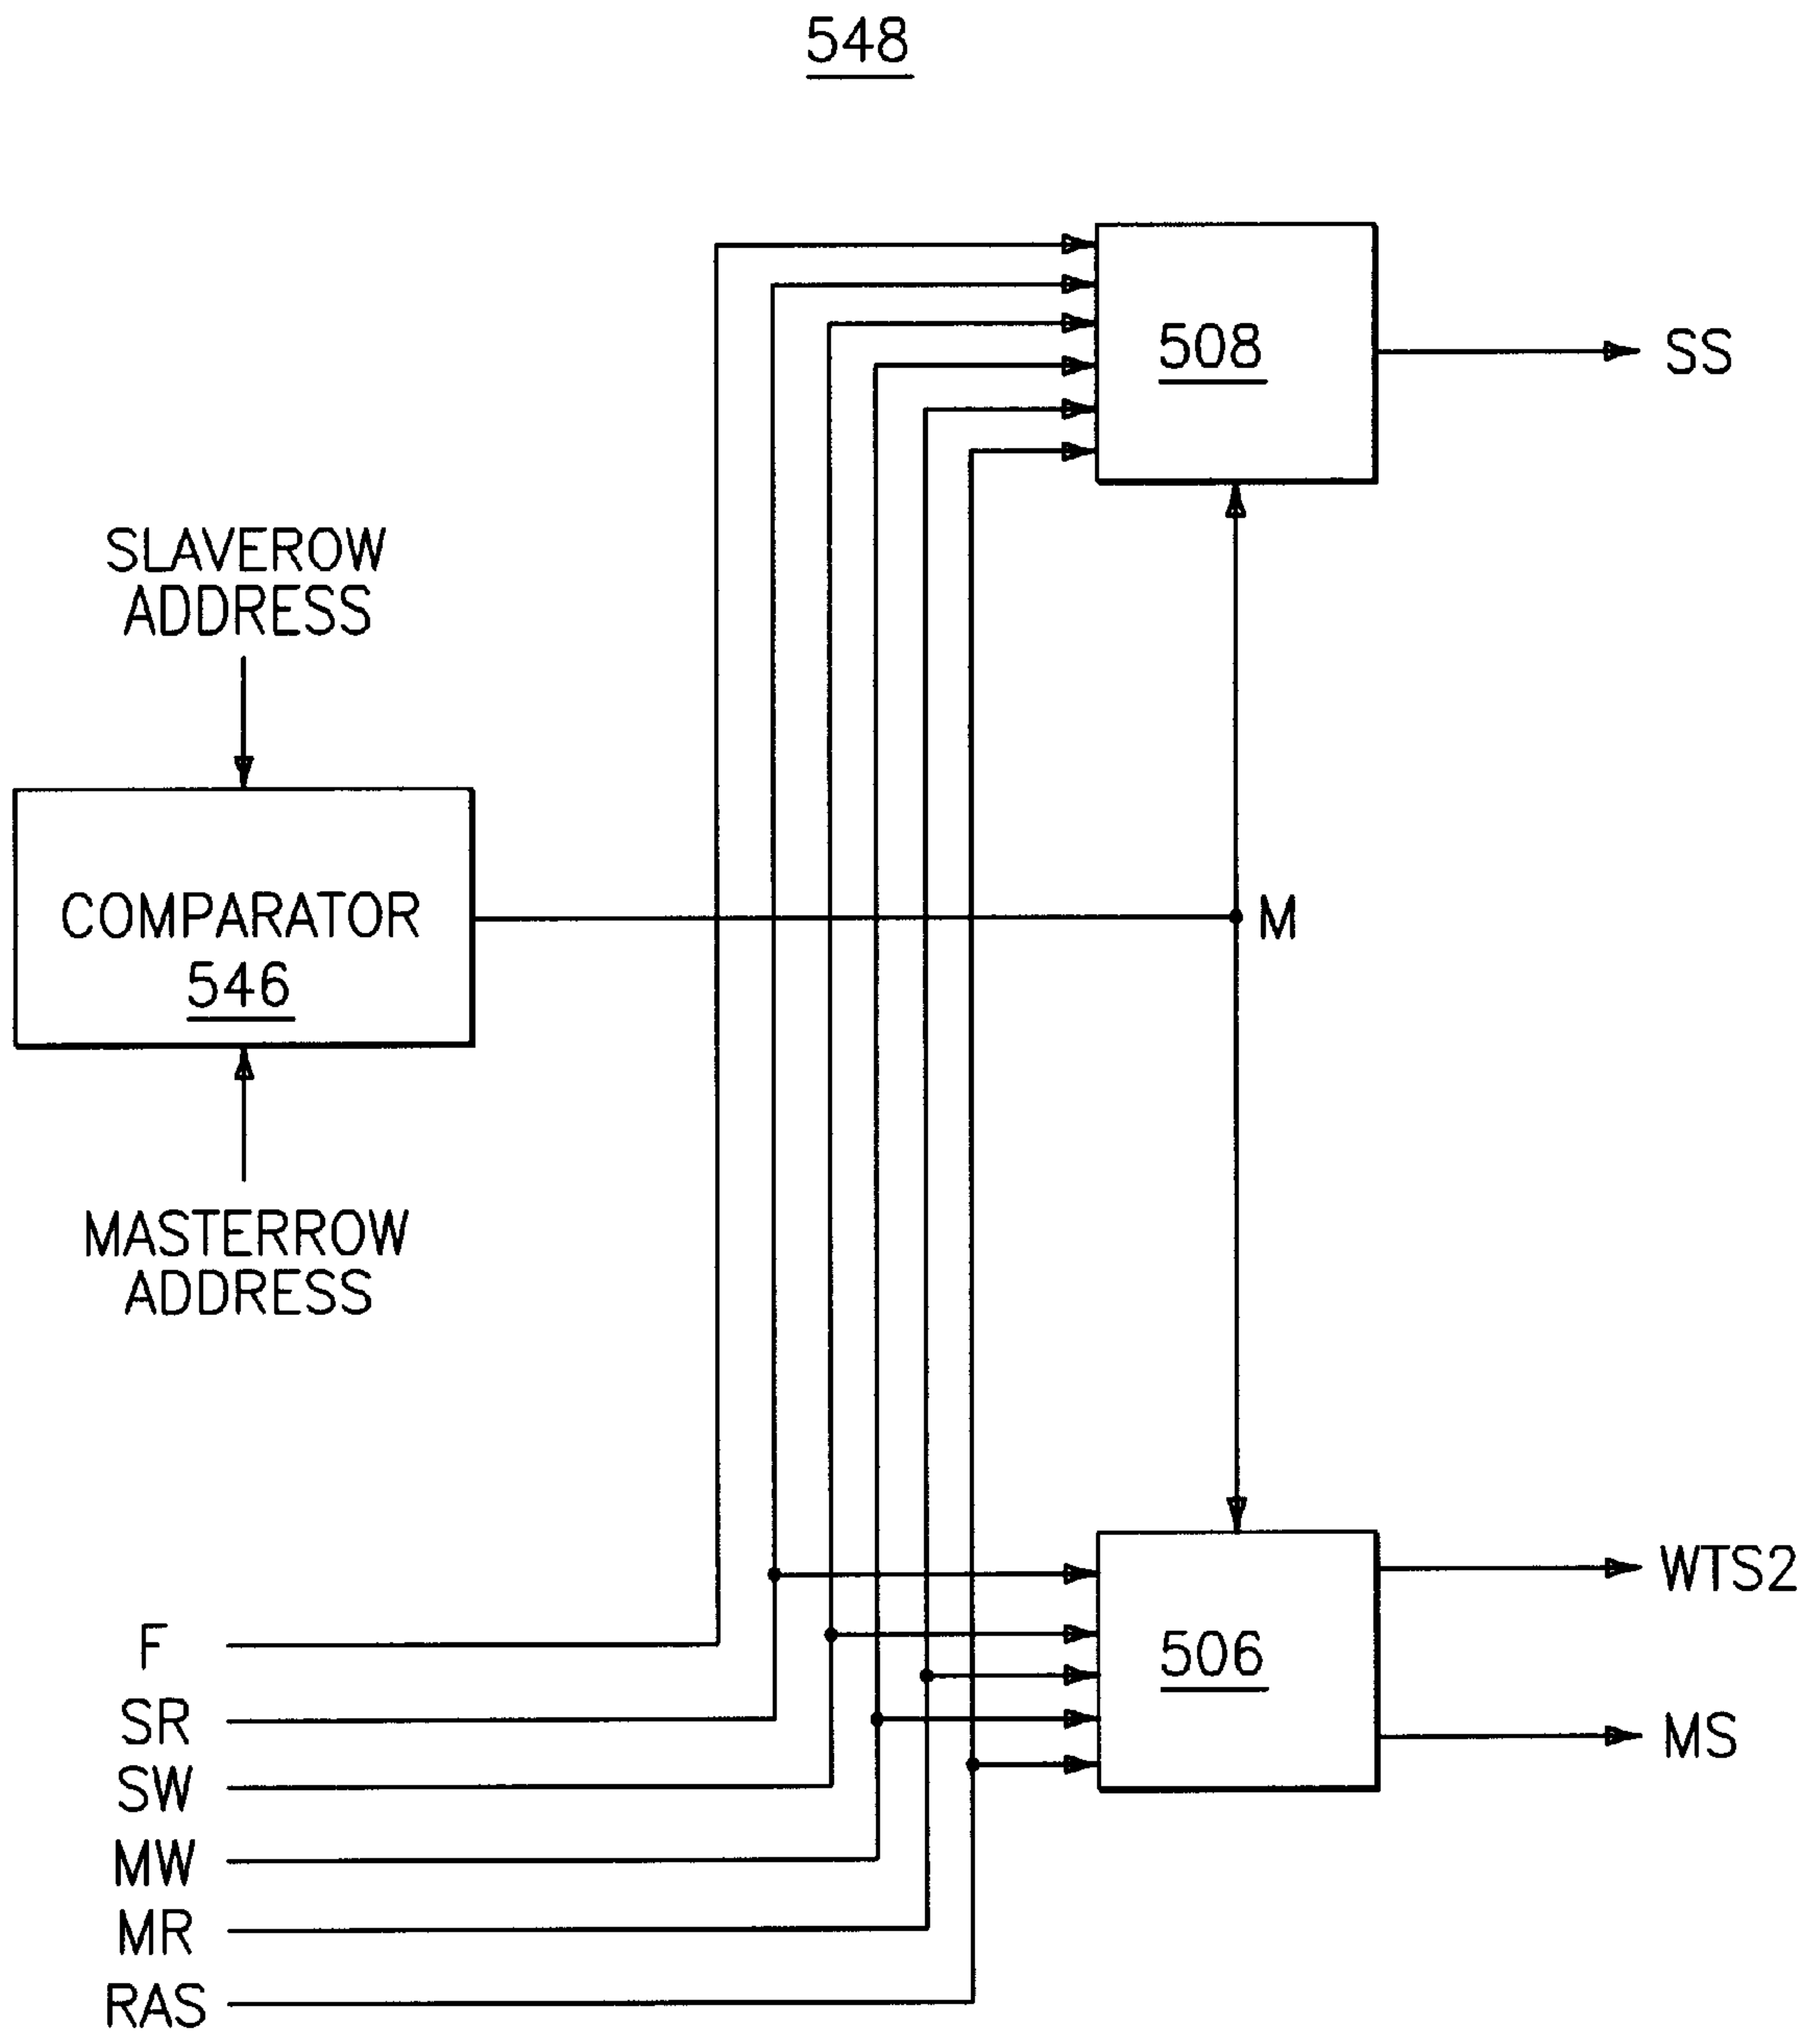 548
508
SS
SLAVEROW
ADDRESS
COMPARATOR
546
M
MASTERROW
ADDRESS
WTS2
506
MS
F
SR
SW
MW
MR
RAS